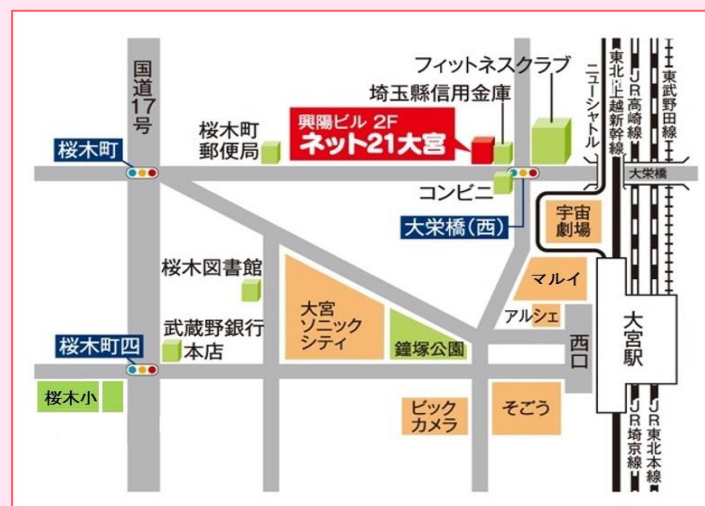 国道17号
フィットネスクラブ
埼玉縣信用金庫
興陽ビル 2F
ネット21大宮
桜木町
郵便局
桜木町
コンビニ
大栄橋(西)
ニューシャトル
東北・上越新幹線
JR高崎線
東武野田線
大栄橋
宇宙
劇場
桜木図書館
大宮
ソニック
シティ
マルイ
アルシェ
武蔵野銀行
本店
桜木町四
鐘塚公園
西口
大宮駅
桜木小
ビック
カメラ
そごう
JR埼京線
JR東北本線